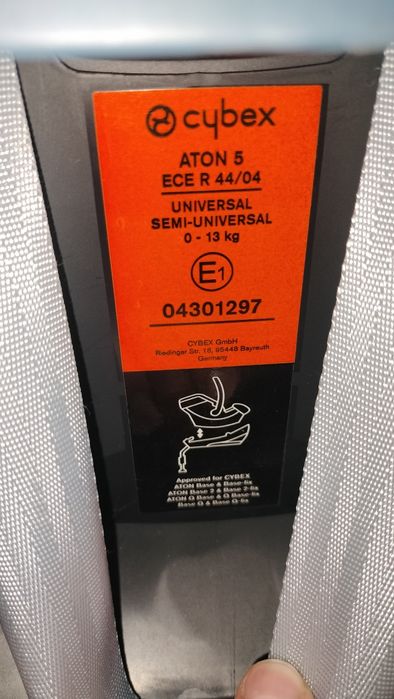 cybex
ATON 5
ECE R 44/04
UNIVERSAL
SEMI-UNIVERSAL
0 - 13 kg
E1
04301297
CYBEX GmbH
Riedinger Str. 18, 95448 Bayreuth
Germany
Approved for CYBEX
ATON Base & Base-fix
ATON Base 2 & Base 2-fix
ATON Q Base & Q Base-fix
Base Q & Base Q-fix